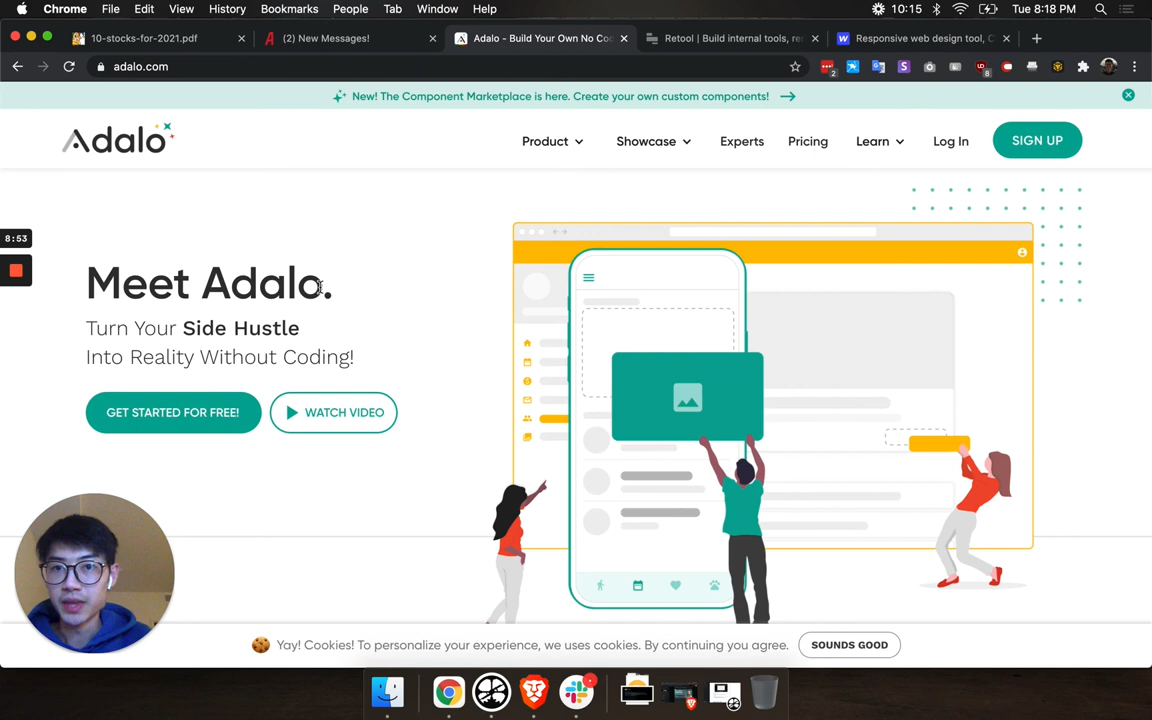 Chrome File Edit View History Bookmarks People Tab Window Help 10:15 Tue 8:18 PM
10-stocks-for-2021.pdf (2) New Messages! Adalo - Build Your Own No Co Retool | Build internal tools, re Responsive web design tool, C
adalo.com 2 8
New! The Component Marketplace is here. Create your own custom components!
Adalo Product Showcase Experts Pricing Learn Log In SIGN UP
8:53
Meet Adalo.
Turn Your Side Hustle
Into Reality Without Coding!
GET STARTED FOR FREE! WATCH VIDEO
Yay! Cookies! To personalize your experience, we use cookies. By continuing you agree. SOUNDS GOOD